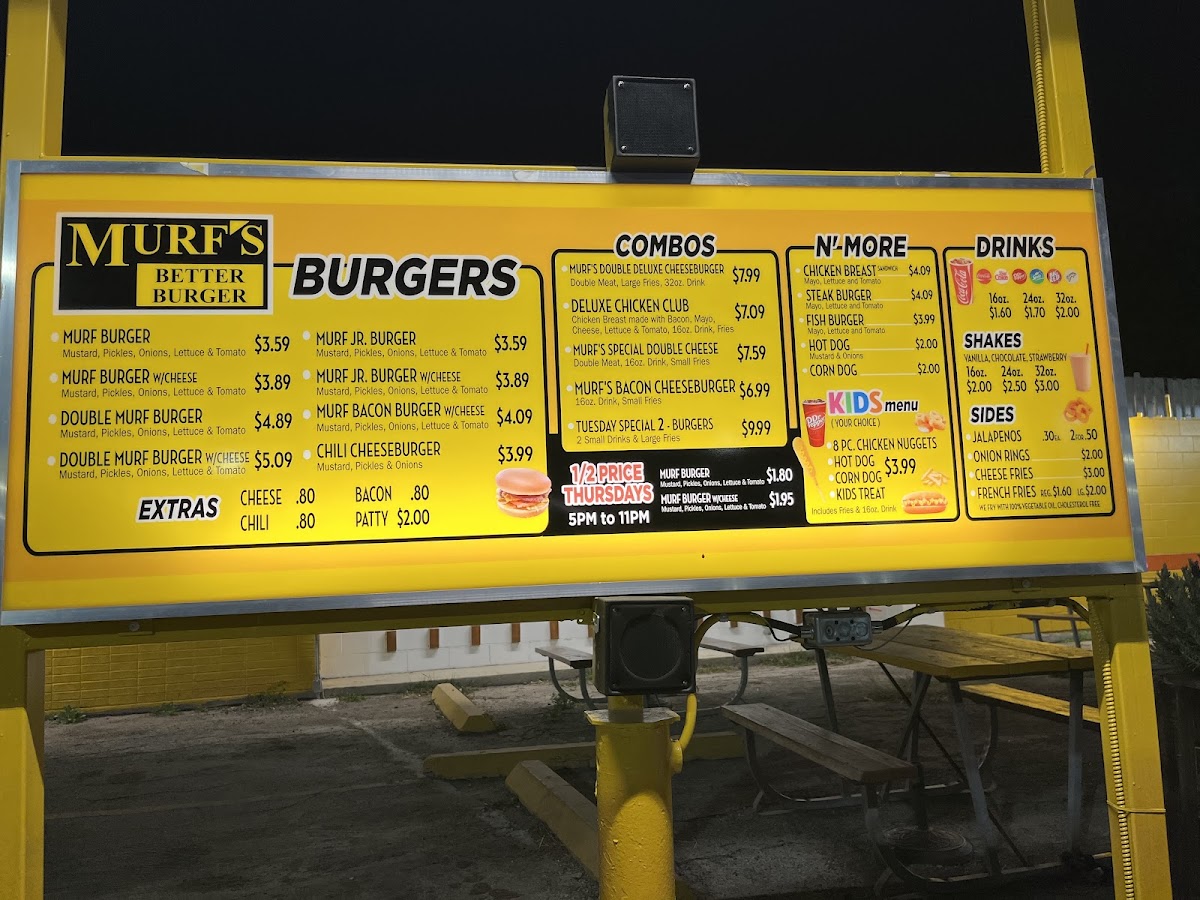 MURF'S
BETTER
BURGER
BURGERS
MURF BURGER
Mustard, Pickles, Onions, Lettuce & Tomato $3.59
MURF BURGER W/CHEESE
Mustard, Pickles, Onions, Lettuce & Tomato $3.89
DOUBLE MURF BURGER
Mustard, Pickles, Onions, Lettuce & Tomato $4.89
DOUBLE MURF BURGER W/CHEESE
Mustard, Pickles, Onions, Lettuce & Tomato $5.09
MURF JR. BURGER
Mustard, Pickles, Onions, Lettuce & Tomato $3.59
MURF JR. BURGER W/CHEESE
Mustard, Pickles, Onions, Lettuce & Tomato $3.89
MURF BACON BURGER W/CHEESE
Mustard, Pickles, Onions, Lettuce & Tomato $4.09
CHILI CHEESEBURGER
Mustard, Pickles & Onions $3.99
EXTRAS
CHEESE .80 BACON .80
CHILI .80 PATTY $2.00
COMBOS
MURF'S DOUBLE DELUXE CHEESEBURGER $7.99
Double Meat, Large Fries, 32oz. Drink
DELUXE CHICKEN CLUB $7.09
Chicken Breast made with Bacon, Mayo,
Cheese, Lettuce & Tomato, 16oz. Drink, Fries
MURF'S SPECIAL DOUBLE CHEESE $7.59
Double Meat, 16oz. Drink, Small Fries
MURF'S BACON CHEESEBURGER $6.99
16oz. Drink, Small Fries
TUESDAY SPECIAL 2 - BURGERS $9.99
2 Small Drinks & Large Fries
1/2 PRICE
THURSDAYS
5PM to 11PM
MURF BURGER $1.80
Mustard, Pickles, Onions, Lettuce & Tomato
MURF BURGER W/CHEESE $1.95
Mustard, Pickles, Onions, Lettuce & Tomato
N' MORE
CHICKEN BREAST SANDWICH $4.09
Mayo, Lettuce and Tomato
STEAK BURGER $4.09
Mayo, Lettuce and Tomato
FISH BURGER $3.99
Mayo, Lettuce and Tomato
HOT DOG $2.00
Mustard & Onions
CORN DOG $2.00
KIDS menu
(YOUR CHOICE)
8 PC. CHICKEN NUGGETS
HOT DOG
CORN DOG $3.99
KIDS TREAT
Includes Fries & 16oz. Drink
DRINKS
Coca-Cola
16oz. 24oz. 32oz.
$1.60 $1.70 $2.00
SHAKES
VANILLA, CHOCOLATE, STRAWBERRY
16oz. 24oz. 32oz.
$2.00 $2.50 $3.00
SIDES
JALAPENOS .30EA. 2 FOR .50
ONION RINGS $2.00
CHEESE FRIES $3.00
FRENCH FRIES REG. $1.60 LG. $2.00
WE FRY WITH 100% VEGETABLE OIL, CHOLESTEROL FREE